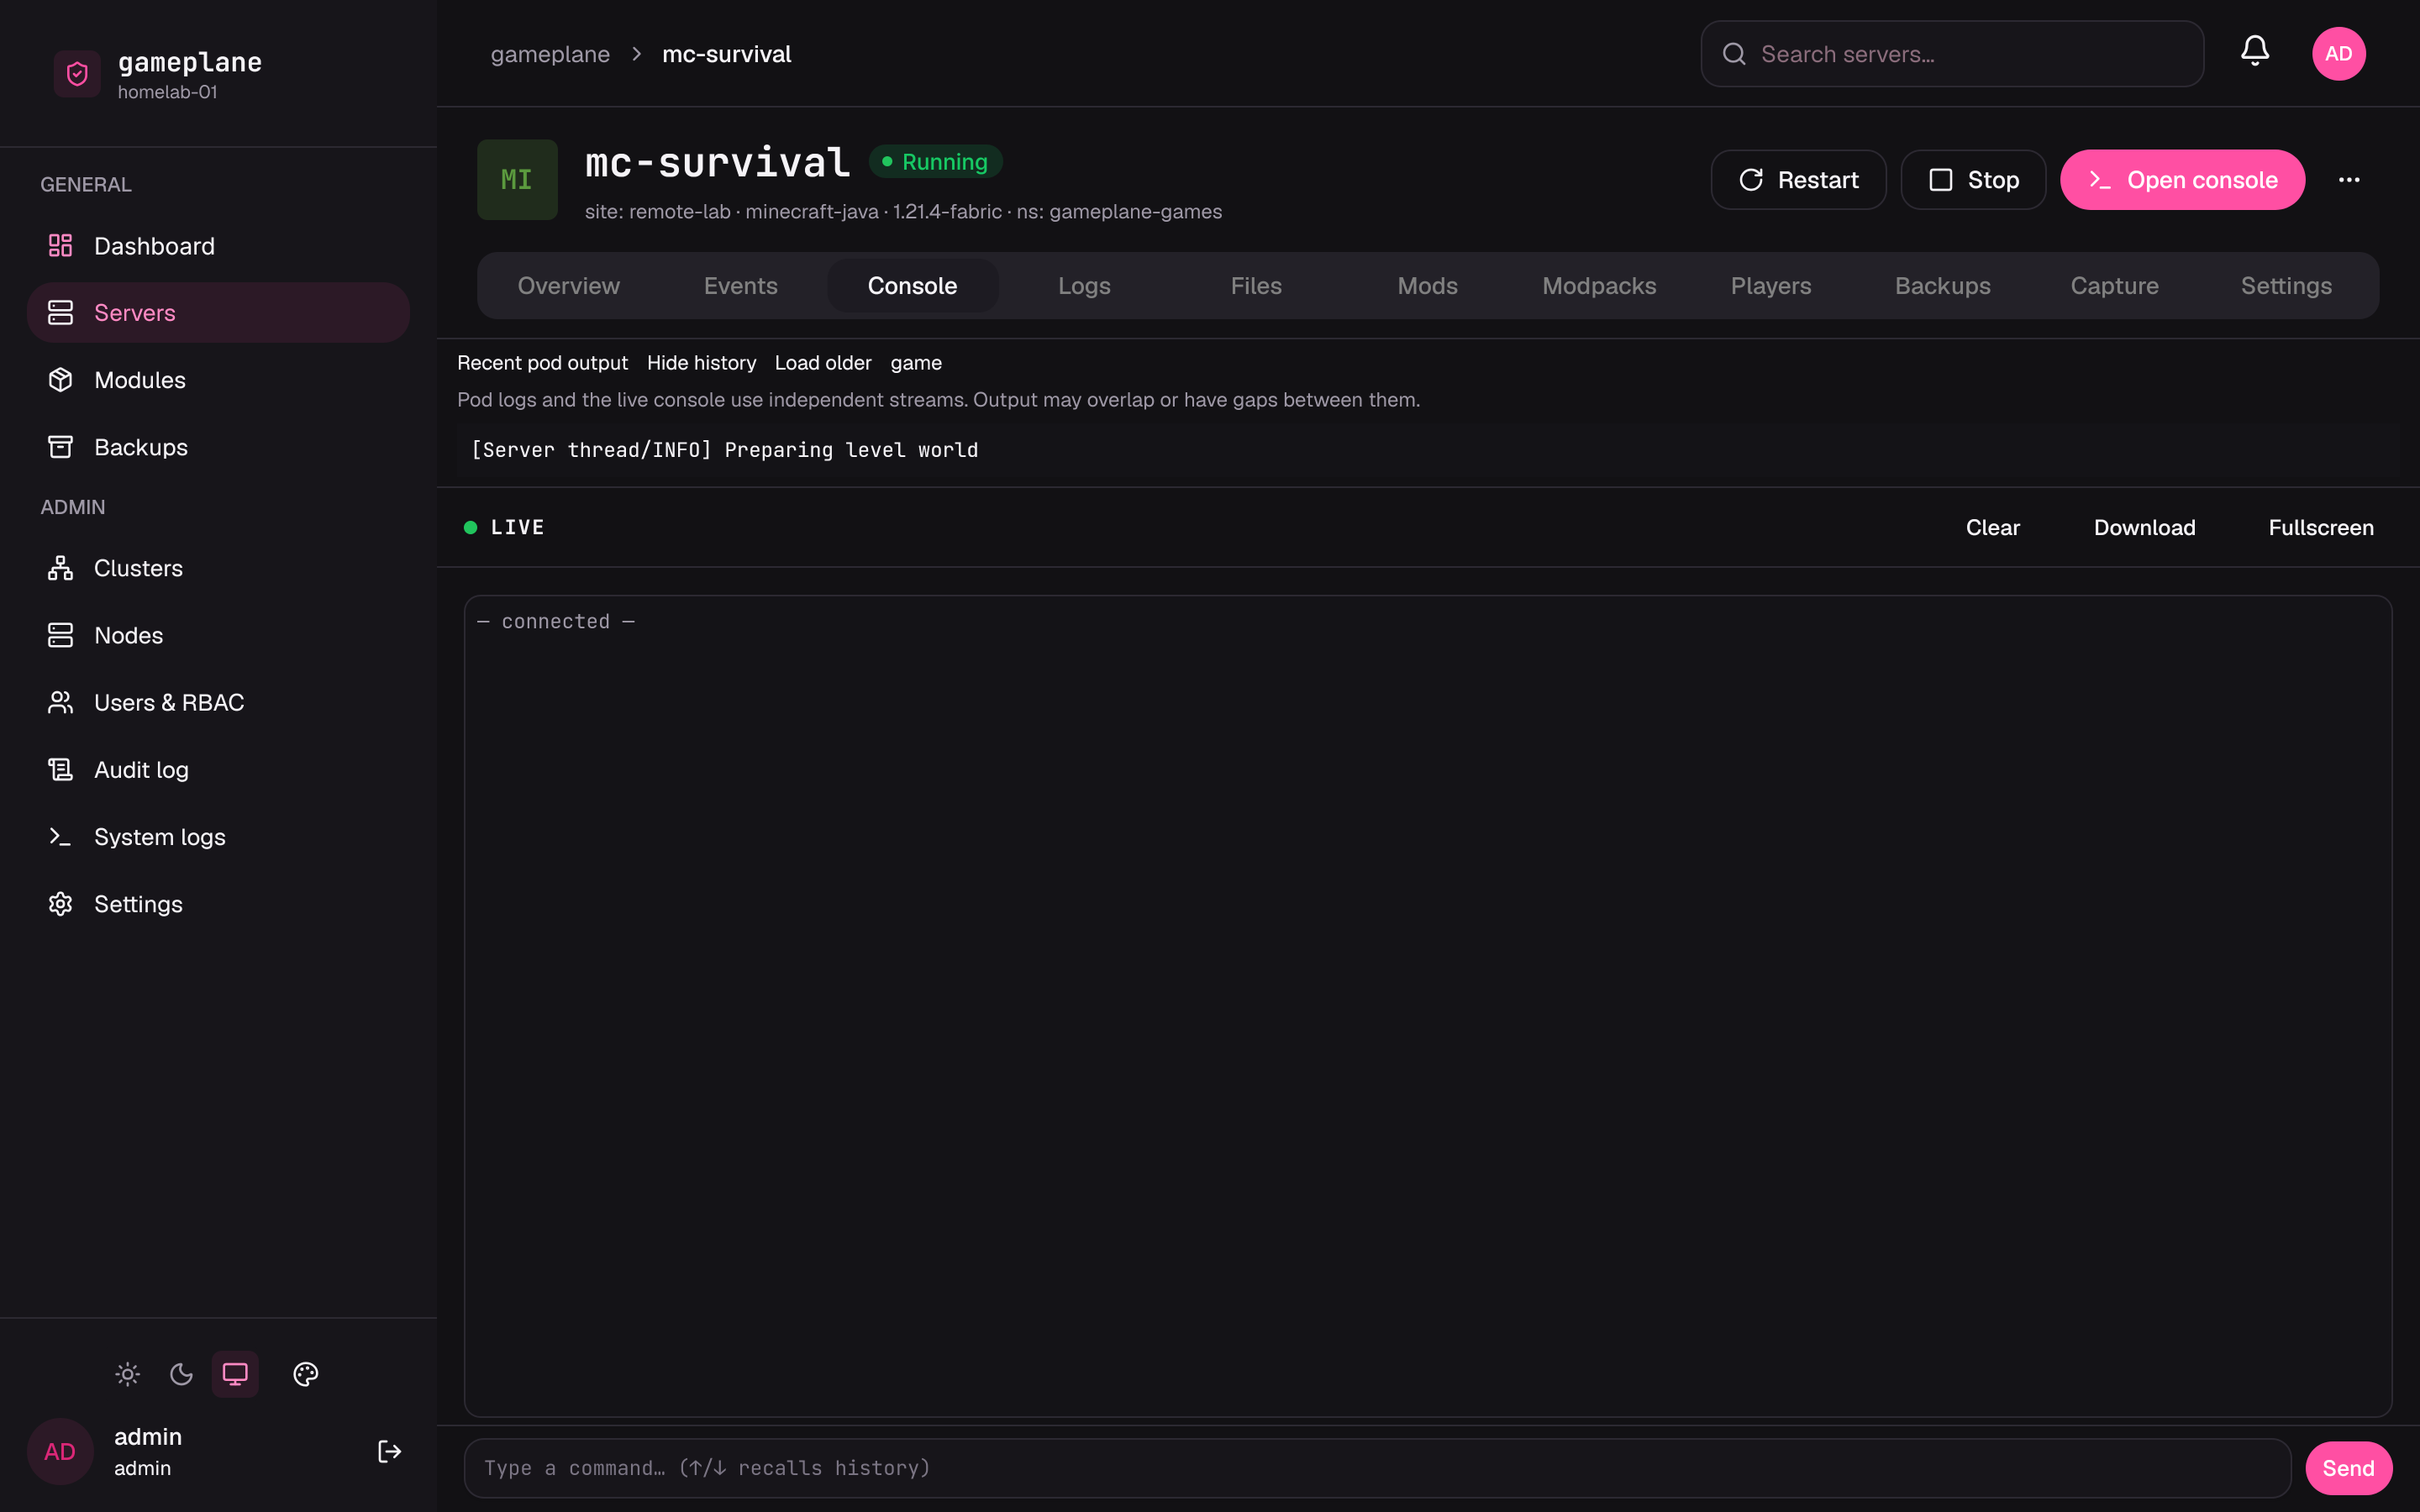 gameplane
homelab-01
GENERAL
Dashboard
Servers
Modules
Backups
ADMIN
Clusters
Nodes
Users & RBAC
Audit log
System logs
Settings
AD
admin
admin
gameplane > mc-survival
Search servers…
AD
MI
mc-survival
Running
site: remote-lab · minecraft-java · 1.21.4-fabric · ns: gameplane-games
Restart
Stop
Open console
Overview
Events
Console
Logs
Files
Mods
Modpacks
Players
Backups
Capture
Settings
Recent pod output
Hide history
Load older
game
Pod logs and the live console use independent streams. Output may overlap or have gaps between them.
[Server thread/INFO] Preparing level world
LIVE
Clear
Download
Fullscreen
— connected —
Type a command… (↑/↓ recalls history)
Send